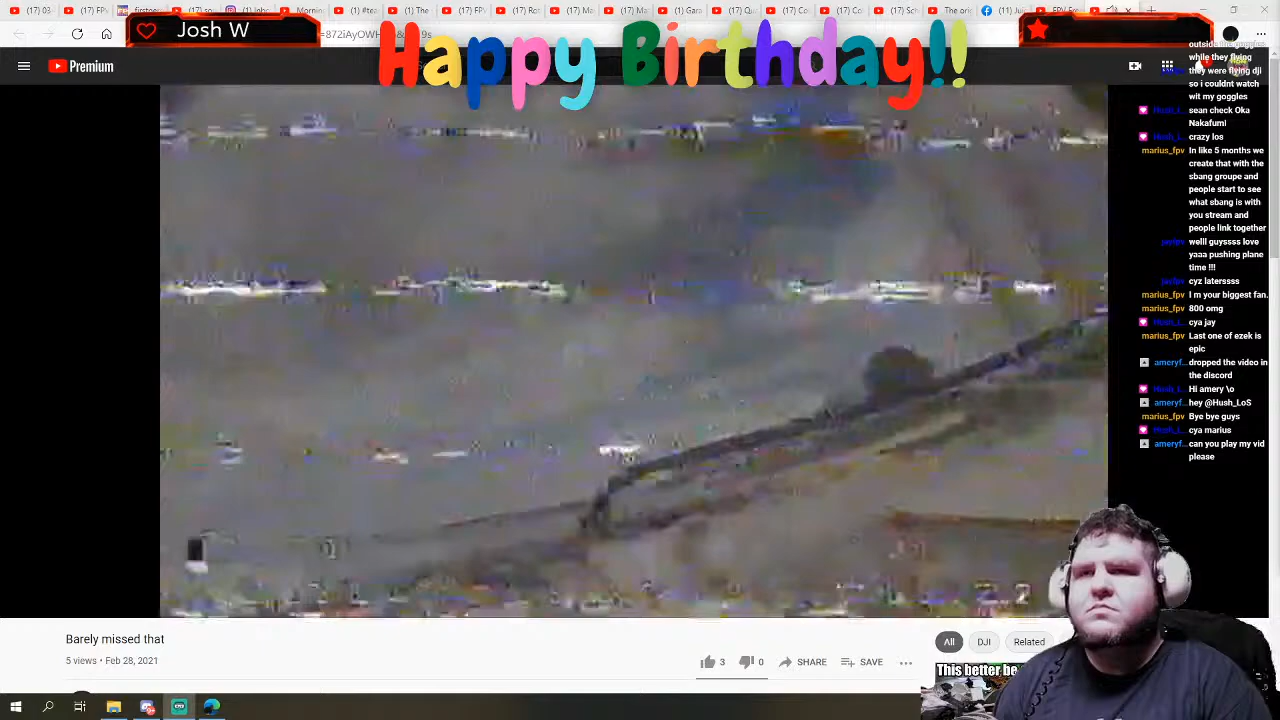 Josh W
Happy Birthday!!
Premium
outside the goggles
while they flying
they were flying dji
so i couldnt watch
wit my goggles
sean check Oka
Nakafumi
crazy los
marius_fpv In like 5 months we
create that with the
sbang groupe and
people start to see
what sbang is with
you stream and
people link together
jayfpv welll guyssss love
yaaa pushing plane
time !!!
jayfpv cyz laterssss
marius_fpv I m your biggest fan.
marius_fpv 800 omg
cya jay
marius_fpv Last one of ezek is
epic
ameryf... dropped the video in
the discord
Hi amery \o
ameryf... hey @Hush_LoS
marius_fpv Bye bye guys
cya marius
ameryf... can you play my vid
please
Barely missed that
5 views • Feb 28, 2021
3 0 SHARE SAVE
All DJI Related
This better be